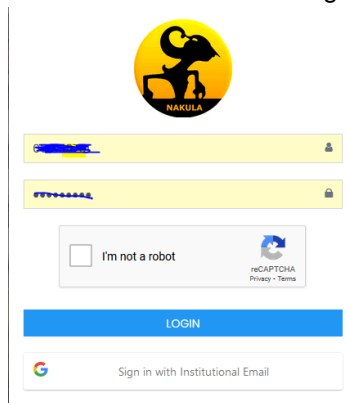 NAKULA
I'm not a robot
reCAPTCHA
Privacy - Terms
LOGIN
Sign in with Institutional Email